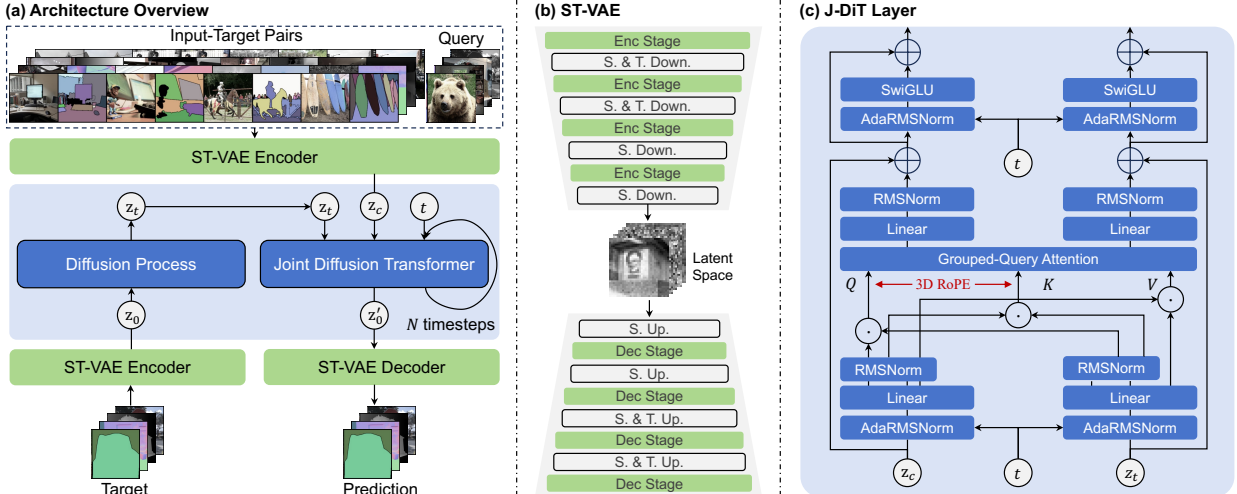 (a) Architecture Overview
Input-Target Pairs
Query
ST-VAE Encoder
z_t
z_t
z_c
t
Diffusion Process
Joint Diffusion Transformer
z_0
z_0'
N timesteps
ST-VAE Encoder
ST-VAE Decoder
Target
Prediction
(b) ST-VAE
Enc Stage
S. & T. Down.
Enc Stage
S. & T. Down.
Enc Stage
S. Down.
Enc Stage
S. Down.
Latent
Space
S. Up.
Dec Stage
S. Up.
Dec Stage
S. & T. Up.
Dec Stage
S. & T. Up.
Dec Stage
(c) J-DiT Layer
SwiGLU
SwiGLU
AdaRMSNorm
AdaRMSNorm
t
RMSNorm
RMSNorm
Linear
Linear
Grouped-Query Attention
Q
3D RoPE
K
V
RMSNorm
RMSNorm
Linear
Linear
AdaRMSNorm
AdaRMSNorm
z_c
t
z_t